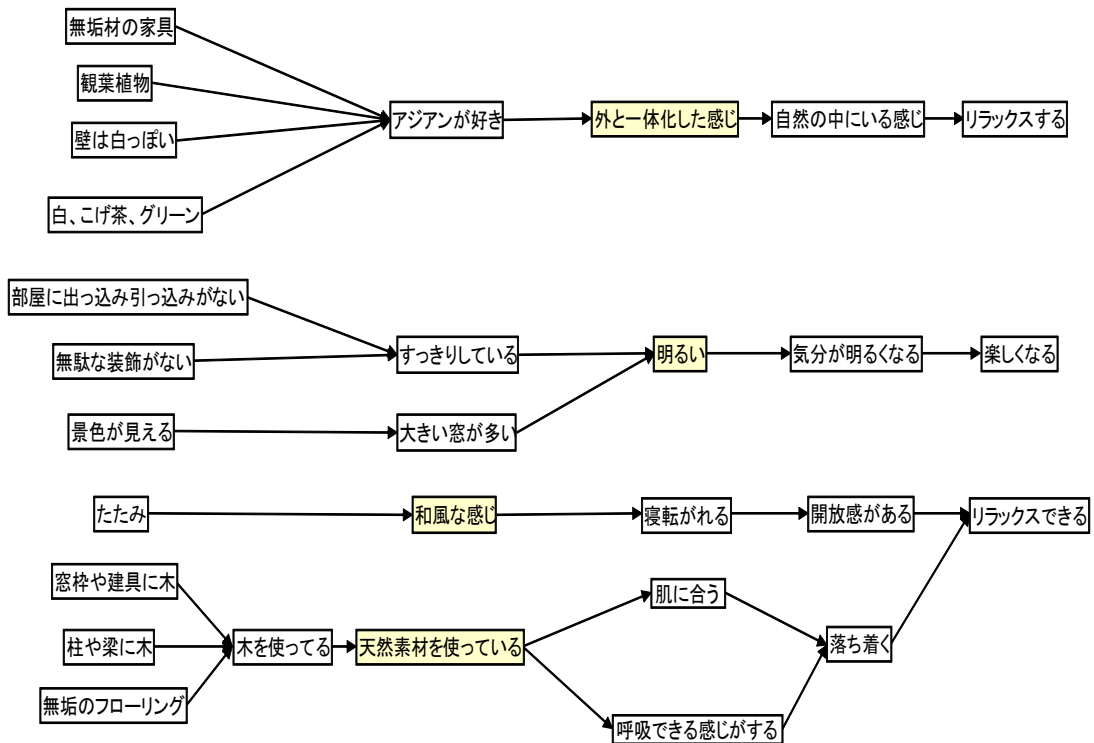 無垢材の家具
観葉植物
壁は白っぽい
白、こげ茶、グリーン
アジアンが好き
外と一体化した感じ
自然の中にいる感じ
リラックスする
部屋に出っ込み引っ込みがない
無駄な装飾がない
景色が見える
すっきりしている
大きい窓が多い
明るい
気分が明るくなる
楽しくなる
たたみ
和風な感じ
寝転がれる
開放感がある
リラックスできる
窓枠や建具に木
柱や梁に木
無垢のフローリング
木を使ってる
天然素材を使っている
肌に合う
呼吸できる感じがする
落ち着く